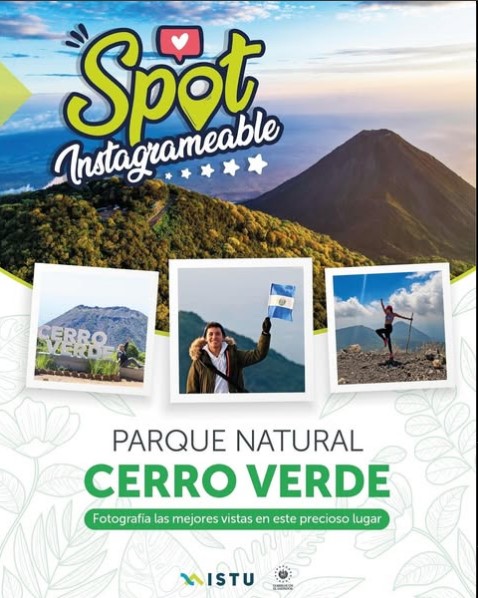 Spot
Instagrameable
CERRO
VERDE
PARQUE NATURAL
CERRO VERDE
Fotografía las mejores vistas en este precioso lugar
ISTU